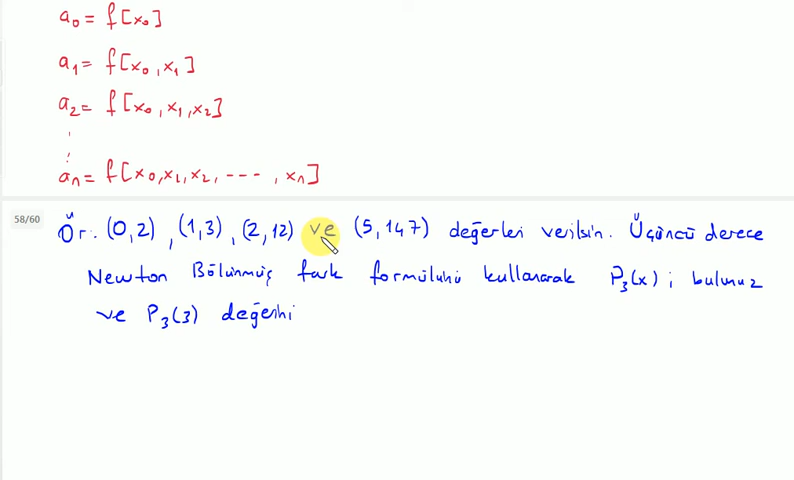 a₀ = f[x₀]
a₁ = f[x₀, x₁]
a₂ = f[x₀, x₁, x₂]
⋮
aₙ = f[x₀, x₁, x₂, ----, xₙ]
58/60
Ör. (0,2), (1,3), (2,12) ve (5,147) değerleri verilsin. Üçüncü derece
Newton Bölünmüş fark formülünü kullanarak P₃(x) i bulunuz
ve P₃(3) değerini